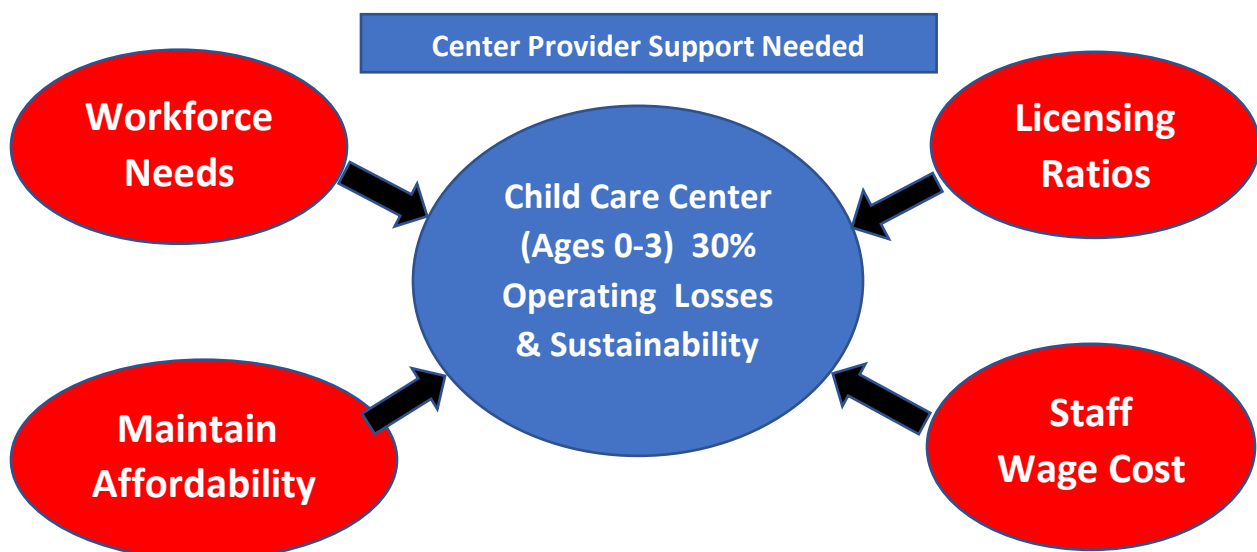 Center Provider Support Needed
Workforce
Needs
Licensing
Ratios
Child Care Center
(Ages 0-3)  30%
Operating  Losses
& Sustainability
Maintain
Affordability
Staff
Wage Cost